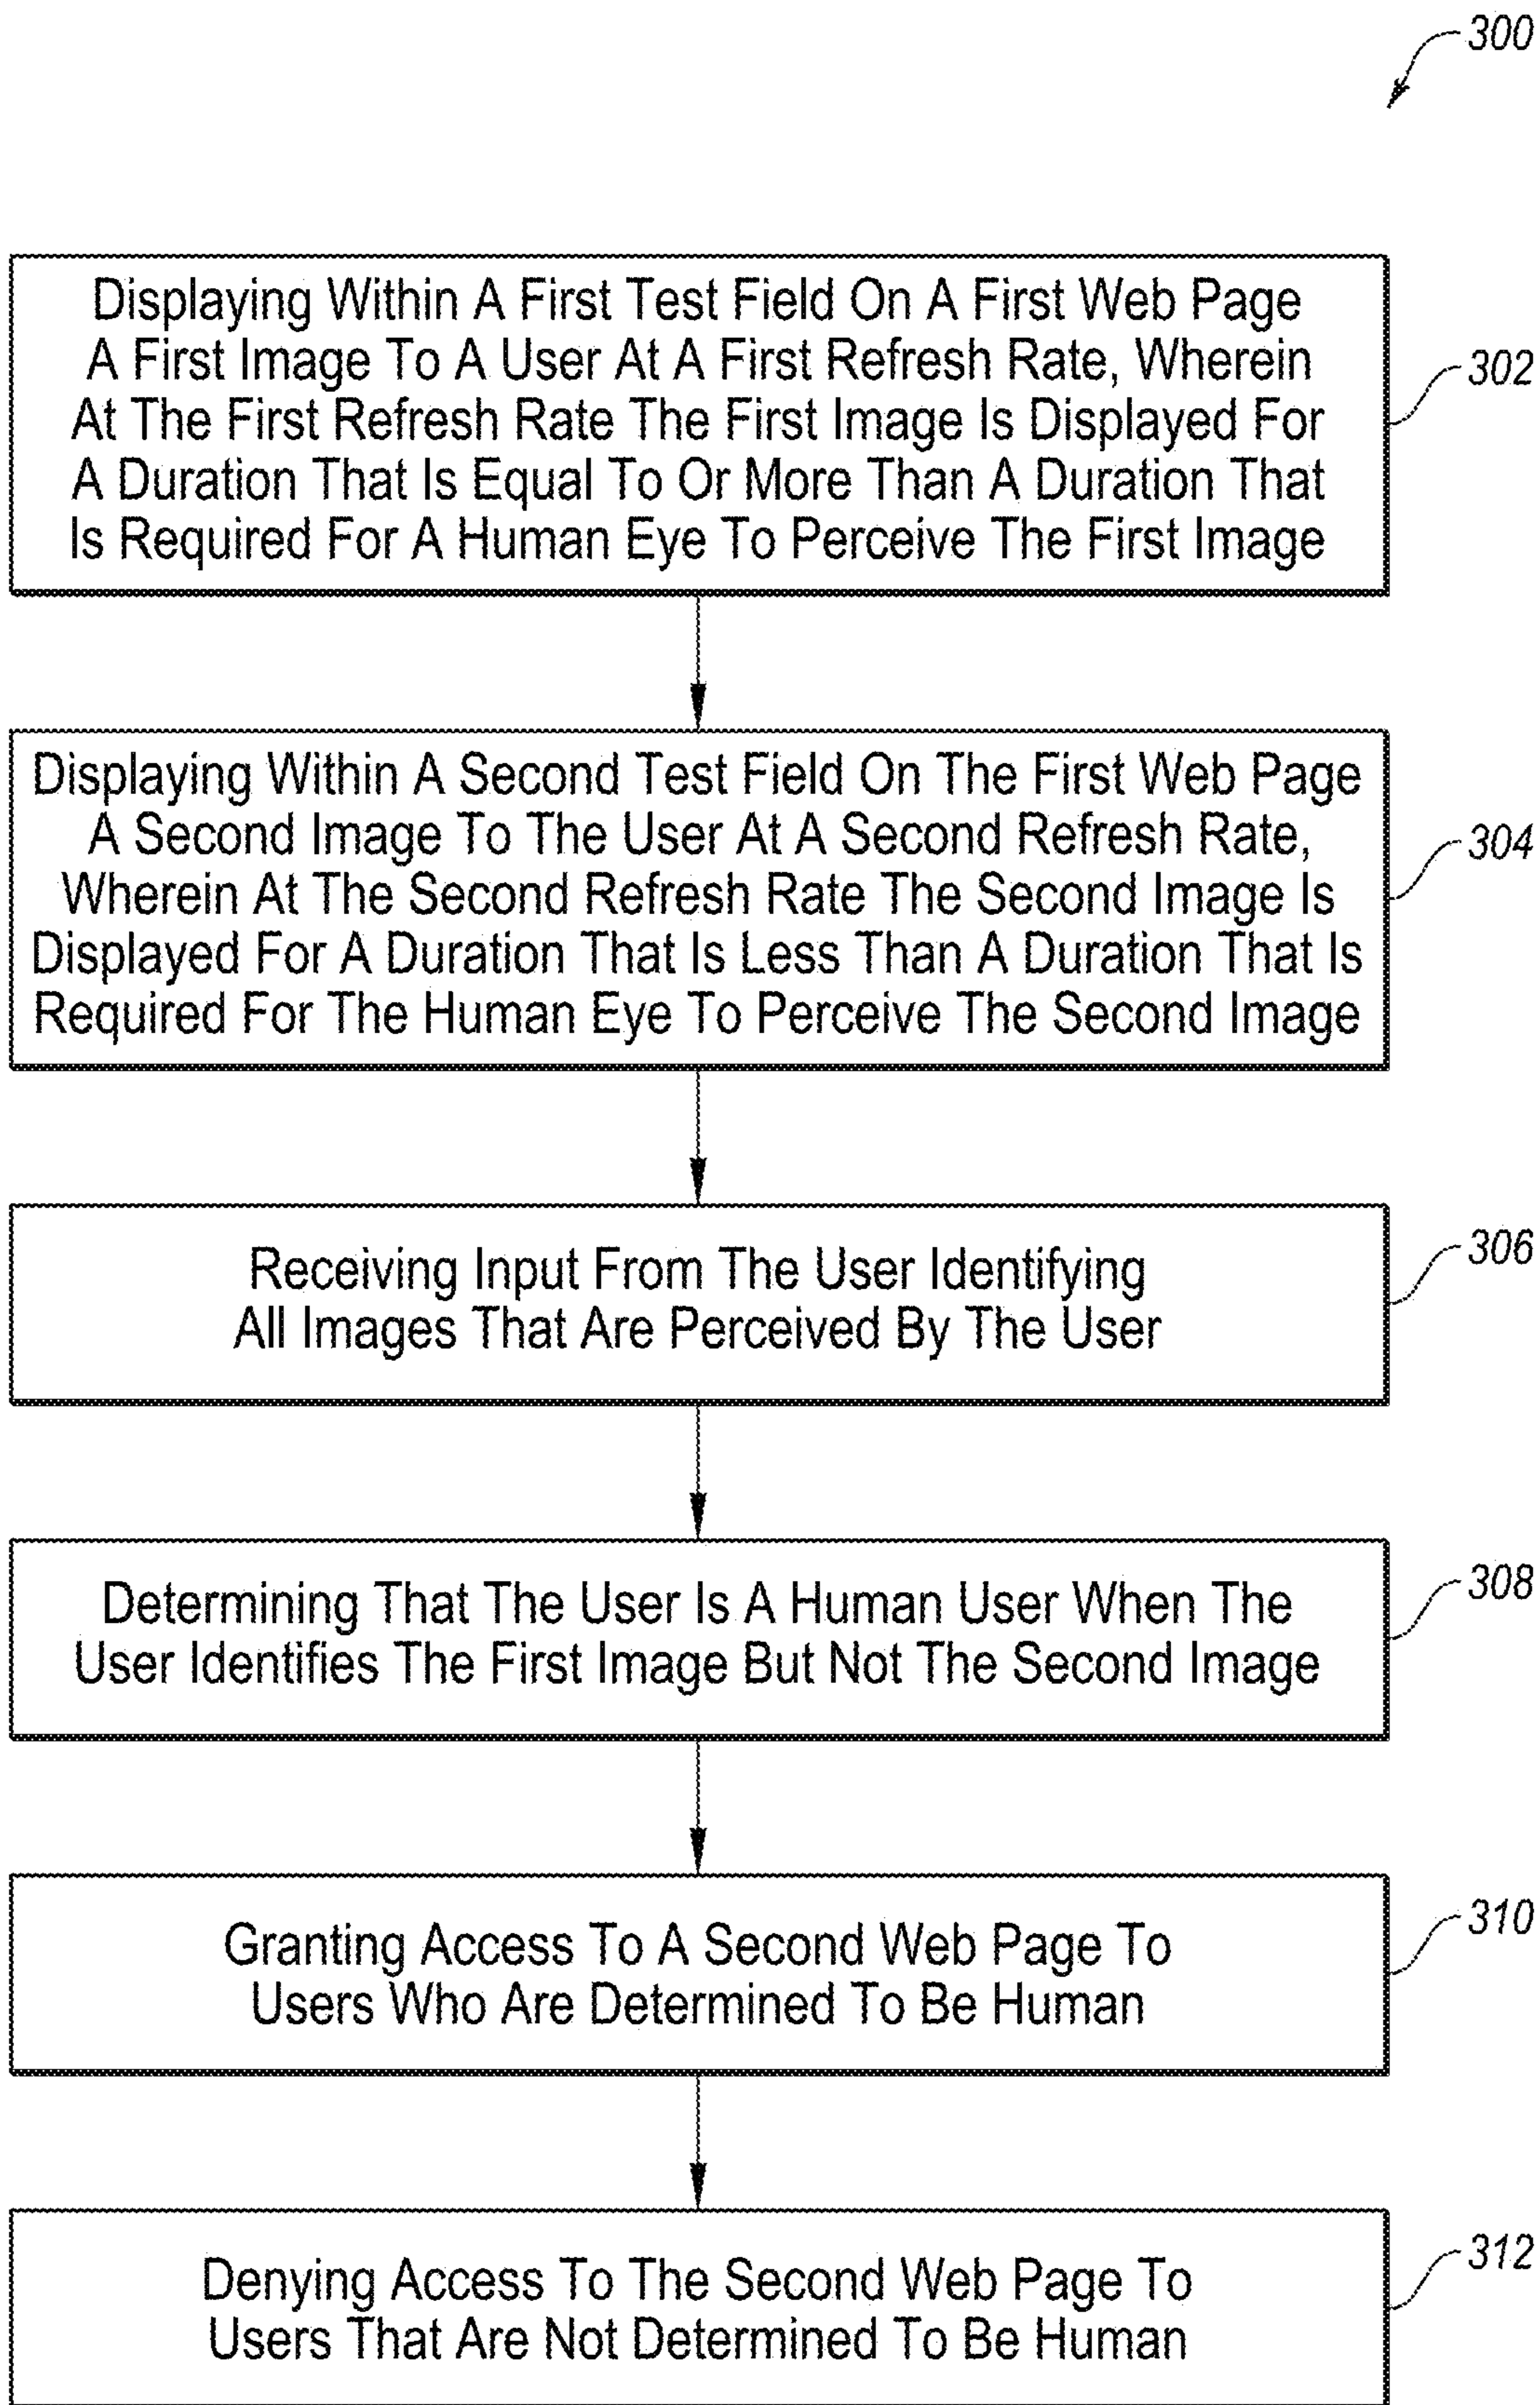 300
Displaying Within A First Test Field On A First Web Page
A First Image To A User At A First Refresh Rate, Wherein
At The First Refresh Rate The First Image Is Displayed For
A Duration That Is Equal To Or More Than A Duration That
Is Required For A Human Eye To Perceive The First Image
302
Displaying Within A Second Test Field On The First Web Page
A Second Image To The User At A Second Refresh Rate,
Wherein At The Second Refresh Rate The Second Image Is
Displayed For A Duration That Is Less Than A Duration That Is
Required For The Human Eye To Perceive The Second Image
304
Receiving Input From The User Identifying
All Images That Are Perceived By The User
306
Determining That The User Is A Human User When The
User Identifies The First Image But Not The Second Image
308
Granting Access To A Second Web Page To
Users Who Are Determined To Be Human
310
Denying Access To The Second Web Page To
Users That Are Not Determined To Be Human
312